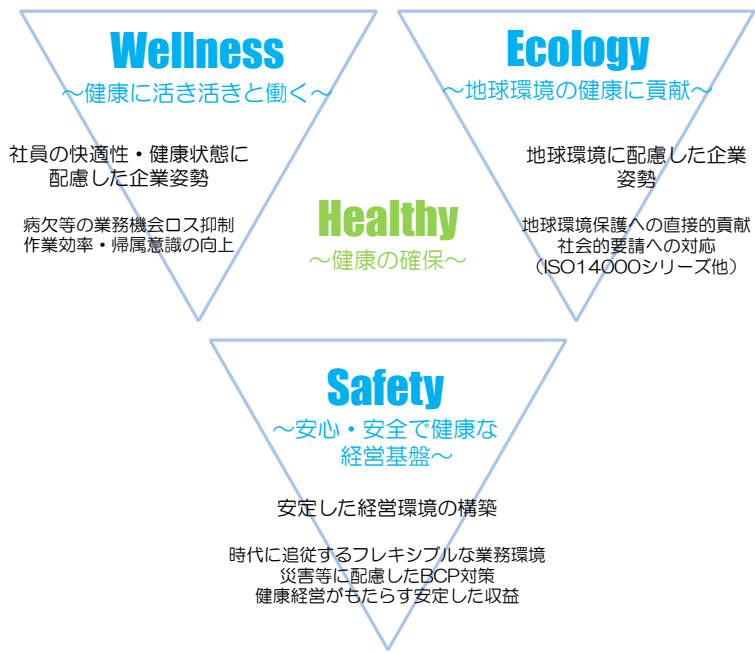 Wellness
～健康に活き活きと働く～
社員の快適性・健康状態に
配慮した企業姿勢
病欠等の業務機会ロス抑制
作業効率・帰属意識の向上
Ecology
～地球環境の健康に貢献～
地球環境に配慮した企業
姿勢
地球環境保護への直接的貢献
社会的要請への対応
（ISO14000シリーズ他）
Healthy
～健康の確保～
Safety
～安心・安全で健康な
経営基盤～
安定した経営環境の構築
時代に追従するフレキシブルな業務環境
災害等に配慮したBCP対策
健康経営がもたらす安定した収益